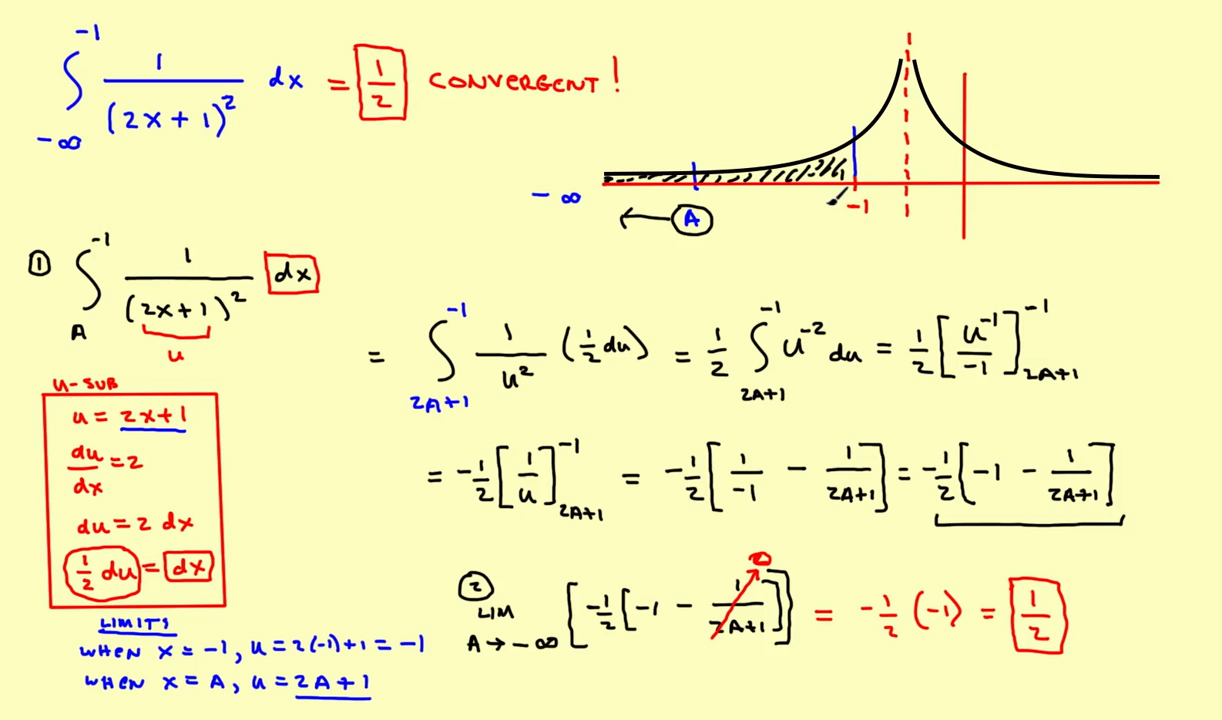 ∫_{-∞}^{-1} 1/(2x+1)² dx = 1/2 CONVERGENT!
-∞ ← A -1
① ∫_{A}^{-1} 1/(2x+1)² dx
u
= ∫_{2A+1}^{-1} 1/u² (1/2 du) = 1/2 ∫_{2A+1}^{-1} u⁻² du = 1/2 [u⁻¹/-1]_{2A+1}^{-1}
U-SUB
u = 2x+1
du/dx = 2
du = 2 dx
1/2 du = dx
= -1/2 [1/u]_{2A+1}^{-1} = -1/2 [1/-1 - 1/(2A+1)] = -1/2 [-1 - 1/(2A+1)]
② LIM_{A→-∞} [-1/2 [-1 - 1/(2A+1)]] = -1/2 (-1) = 1/2
0
LIMITS
WHEN x = -1, u = 2(-1)+1 = -1
WHEN x = A, u = 2A+1